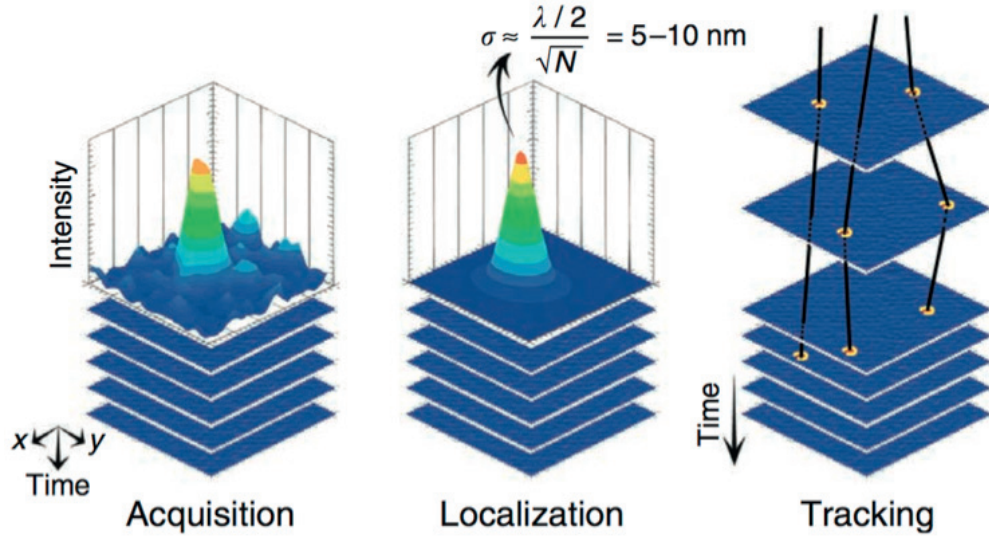 σ ≈ λ / 2 / √N = 5–10 nm
Intensity
x
y
Time
Time
Acquisition
Localization
Tracking